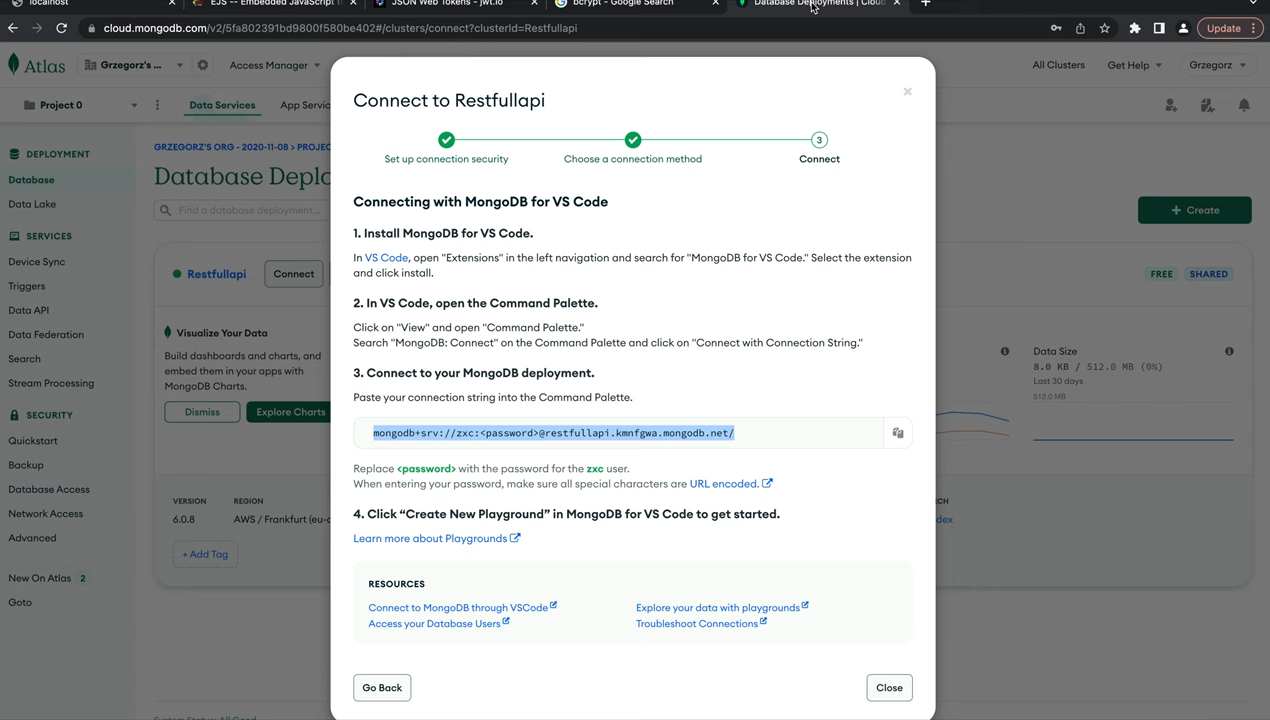 localhost
EJS -- Embedded JavaScript t
JSON Web Tokens - jwt.io
bcrypt - Google Search
Database Deployments | Cloud
Update
cloud.mongodb.com/v2/5fa802391bd9800f580be402#/clusters/connect?clusterId=Restfullapi
Atlas
Grzegorz's ...
Access Manager
All Clusters
Get Help
Grzegorz
Project 0
Data Services
App Servic
DEPLOYMENT
Database
Data Lake
SERVICES
Device Sync
Triggers
Data API
Data Federation
Search
Stream Processing
SECURITY
Quickstart
Backup
Database Access
Network Access
Advanced
New On Atlas 2
Goto
GRZEGORZ'S ORG - 2020-11-08 > PROJEC
Database Deplo
Find a database deployment...
+ Create
Restfullapi
Connect
FREE
SHARED
Visualize Your Data
Build dashboards and charts, and
embed them in your apps with
MongoDB Charts.
Dismiss
Explore Charts
Data Size
8.0 KB / 512.0 MB (0%)
Last 30 days
512.0 MB
VERSION
6.0.8
REGION
AWS / Frankfurt (eu-c
RCH
dex
+ Add Tag
System Status: All Good
Connect to Restfullapi
Set up connection security
Choose a connection method
3
Connect
Connecting with MongoDB for VS Code
1. Install MongoDB for VS Code.
In VS Code, open "Extensions" in the left navigation and search for "MongoDB for VS Code." Select the extension
and click install.
2. In VS Code, open the Command Palette.
Click on "View" and open "Command Palette."
Search "MongoDB: Connect" on the Command Palette and click on "Connect with Connection String."
3. Connect to your MongoDB deployment.
Paste your connection string into the Command Palette.
mongodb+srv://zxc:<password>@restfullapi.kmnfgwa.mongodb.net/
Replace <password> with the password for the zxc user.
When entering your password, make sure all special characters are URL encoded.
4. Click “Create New Playground” in MongoDB for VS Code to get started.
Learn more about Playgrounds
RESOURCES
Connect to MongoDB through VSCode
Explore your data with playgrounds
Access your Database Users
Troubleshoot Connections
Go Back
Close